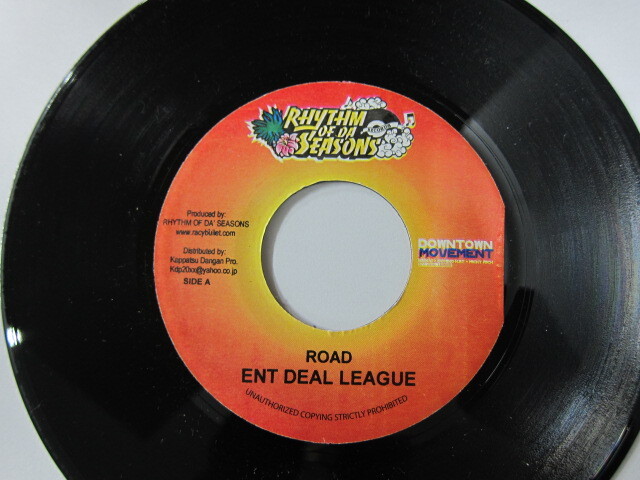 RHYTHM
OF DA
SEASONS
Produced by:
RHYTHM OF DA' SEASONS
www.racybullet.com
Distributed by:
Kappatsu Dangan Pro.
Kdp20xx@yahoo.co.jp
SIDE A
DOWNTOWN
MOVEMENT
ROAD
ENT DEAL LEAGUE
UNAUTHORIZED COPYING STRICTLY PROHIBITED